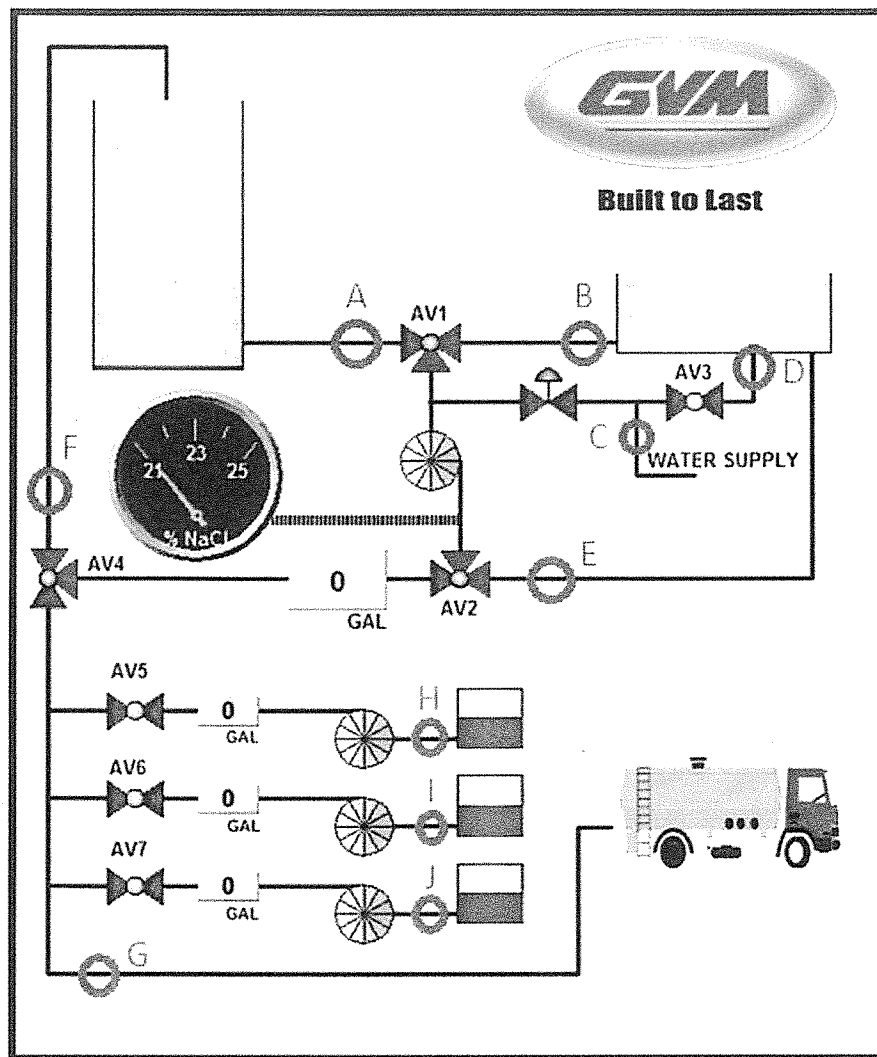 GVM
Built to Last
A
B
AV1
AV3
D
C
WATER SUPPLY
F
21
23
25
% NaCl
E
AV4
0
GAL
AV2
AV5
0
GAL
H
AV6
0
GAL
I
AV7
0
GAL
J
G